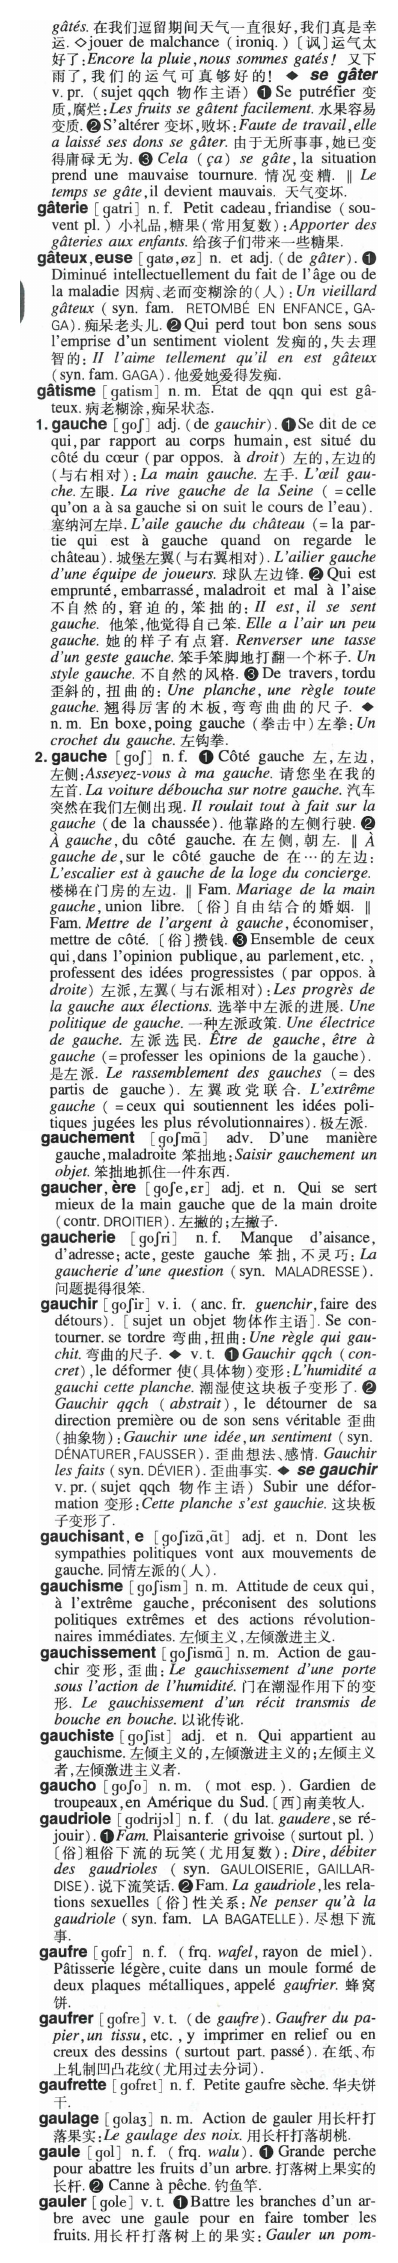 gâtés. 在我们逗留期间天气一直很好,我们真是幸
运. ◇jouer de malchance (ironiq.) [讽]运气太
好了:Encore la pluie,nous sommes gatés! 又下
雨了,我们的运气可真够好的! ◆ se gâter
v. pr. (sujet qqch 物作主语) ❶ Se putréfier 变
质,腐烂:Les fruits se gâtent facilement. 水果容易
变质. ❷S'altérer 变坏,败坏:Faute de travail,elle
a laissé ses dons se gâter. 由于无所事事,她已变
得庸碌无为. ❸ Cela (ça) se gâte, la situation
prend une mauvaise tournure. 情况变糟. ‖ Le
temps se gâte,il devient mauvais. 天气变坏.
gâterie [gatri] n. f. Petit cadeau, friandise (sou-
vent pl.) 小礼品,糖果(常用复数):Apporter des
gâteries aux enfants. 给孩子们带来一些糖果.
gâteux,euse [gatø,øz] n. et adj. (de gâter). ❶
Diminué intellectuellement du fait de l'âge ou de
la maladie 因病、老而变糊涂的(人):Un vieillard
gâteux (syn. fam. RETOMBÉ EN ENFANCE, GA-
GA). 痴呆老头儿. ❷ Qui perd tout bon sens sous
l'emprise d'un sentiment violent 发痴的,失去理
智的: Il l'aime tellement qu'il en est gâteux
(syn. fam. GAGA). 他爱她爱得发痴.
gâtisme [gatism] n. m. État de qqn qui est gâ-
teux. 病老糊涂,痴呆状态.
1. gauche [goʃ] adj. (de gauchir). ❶Se dit de ce
qui,par rapport au corps humain,est situé du
côté du cœur (par oppos. à droit) 左的,左边的
(与右相对):La main gauche. 左手. L'œil gau-
che. 左眼. La rive gauche de la Seine (=celle
qu'on a à sa gauche si on suit le cours de l'eau).
塞纳河左岸. L'aile gauche du château (=la par-
tie qui est à gauche quand on regarde le
château). 城堡左翼(与右翼相对). L'ailier gauche
d'une équipe de joueurs. 球队左边锋. ❷ Qui est
emprunté, embarrassé, maladroit et mal à l'aise
不自然的,窘迫的,笨拙的: Il est, il se sent
gauche. 他笨,他觉得自己笨. Elle a l'air un peu
gauche. 她的样子有点窘. Renverser une tasse
d'un geste gauche. 笨手笨脚地打翻一个杯子. Un
style gauche. 不自然的风格. ❸ De travers,tordu
歪斜的,扭曲的: Une planche, une règle toute
gauche. 翘得厉害的木板,弯弯曲曲的尺子. ◆
n. m. En boxe,poing gauche (拳击中)左拳:Un
crochet du gauche. 左钩拳.
2. gauche [goʃ] n. f. ❶ Côté gauche 左,左边,
左侧:Asseyez-vous à ma gauche. 请您坐在我的
左首. La voiture déboucha sur notre gauche. 汽车
突然在我们左侧出现. Il roulait tout à fait sur la
gauche (de la chaussée). 他靠路的左侧行驶. ❷
À gauche,du côté gauche. 在左侧,朝左. ‖ À
gauche de,sur le côté gauche de 在…的左边:
L'escalier est à gauche de la loge du concierge.
楼梯在门房的左边. ‖ Fam. Mariage de la main
gauche,union libre. [俗]自由结合的婚姻. ‖
Fam. Mettre de l'argent à gauche,économiser,
mettre de côté. [俗]攒钱. ❸ Ensemble de ceux
qui,dans l'opinion publique,au parlement,etc.,
professent des idées progressistes (par oppos. à
droite) 左派,左翼(与右派相对):Les progrès de
la gauche aux élections. 选举中左派的进展. Une
politique de gauche. 一种左派政策. Une électrice
de gauche. 左派选民. Être de gauche, être à
gauche (=professer les opinions de la gauche).
是左派. Le rassemblement des gauches (= des
partis de gauche). 左翼政党联合. L'extrême
gauche (=ceux qui soutiennent les idées poli-
tiques jugées les plus révolutionnaires). 极左派.
gauchement [goʃmã] adv. D'une manière
gauche,maladroite 笨拙地:Saisir gauchement un
objet. 笨拙地抓住一件东西.
gaucher,ère [goʃe,ɛr] adj. et n. Qui se sert
mieux de la main gauche que de la main droite
(contr. DROITIER). 左撇的;左撇子.
gaucherie [goʃri] n. f. Manque d'aisance,
d'adresse; acte, geste gauche 笨拙,不灵巧: La
gaucherie d'une question (syn. MALADRESSE).
问题提得很笨.
gauchir [goʃir] v. i. (anc. fr. guenchir,faire des
détours). [sujet un objet 物体作主语]. Se con-
tourner. se tordre 弯曲,扭曲:Une règle qui gau-
chit. 弯曲的尺子. ◆ v. t. ❶ Gauchir qqch (con-
cret),le déformer 使(具体物)变形:L'humidité a
gauchi cette planche. 潮湿使这块板子变形了. ❷
Gauchir qqch (abstrait), le détourner de sa
direction première ou de son sens véritable 歪曲
(抽象物):Gauchir une idée,un sentiment (syn.
DÉNATURER,FAUSSER). 歪曲想法、感情. Gauchir
les faits (syn. DÉVIER). 歪曲事实. ◆ se gauchir
v. pr. (sujet qqch 物作主语) Subir une défor-
mation 变形:Cette planche s'est gauchie. 这块板
子变形了.
gauchisant, e [goʃizã,ãt] adj. et n. Dont les
sympathies politiques vont aux mouvements de
gauche. 同情左派的(人).
gauchisme [goʃism] n. m. Attitude de ceux qui,
à l'extrême gauche, préconisent des solutions
politiques extrêmes et des actions révolution-
naires immédiates. 左倾主义,左倾激进主义.
gauchissement [goʃismã] n. m. Action de gau-
chir 变形,歪曲: Le gauchissement d'une porte
sous l'action de l'humidité. 门在潮湿作用下的变
形. Le gauchissement d'un récit transmis de
bouche en bouche. 以讹传讹.
gauchiste [goʃist] adj. et n. Qui appartient au
gauchisme. 左倾主义的,左倾激进主义的;左倾主义
者,左倾激进主义者.
gaucho [goʃo] n. m. (mot esp.). Gardien de
troupeaux,en Amérique du Sud. [西]南美牧人.
gaudriole [godrijɔl] n. f. (du lat. gaudere,se ré-
jouir). ❶Fam. Plaisanterie grivoise (surtout pl.)
[俗]粗俗下流的玩笑(尤用复数):Dire,débiter
des gaudrioles (syn. GAULOISERIE, GAILLAR-
DISE). 说下流笑话. ❷ Fam. La gaudriole,les rela-
tions sexuelles [俗]性关系:Ne penser qu'à la
gaudriole (syn. fam. LA BAGATELLE). 尽想下流
事.
gaufre [gofr] n. f. (frq. wafel,rayon de miel).
Pâtisserie légère,cuite dans un moule formé de
deux plaques métalliques, appelé gaufrier. 蜂窝
饼.
gaufrer [gofre] v. t. (de gaufre). Gaufrer du pa-
pier,un tissu,etc.,y imprimer en relief ou en
creux des dessins (surtout part. passé). 在纸、布
上轧制凹凸花纹(尤用过去分词).
gaufrette [gofrɛt] n. f. Petite gaufre sèche. 华夫饼
干.
gaulage [golaʒ] n. m. Action de gauler 用长杆打
落果实:Le gaulage des noix. 用长杆打落胡桃.
gaule [gol] n. f. (frq. walu). ❶ Grande perche
pour abattre les fruits d'un arbre. 打落树上果实的
长杆. ❷ Canne à pêche. 钓鱼竿.
gauler [gole] v. t. ❶Battre les branches d'un ar-
bre avec une gaule pour en faire tomber les
fruits. 用长杆打落树上的果实: Gauler un pom-